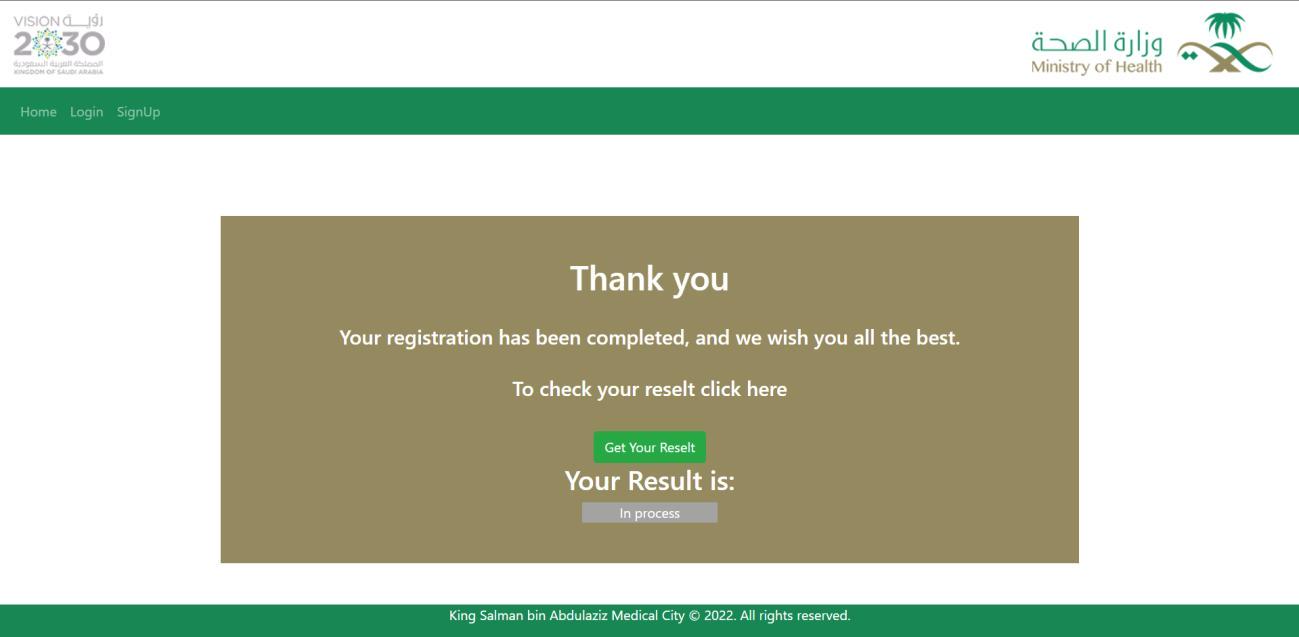 VISION رؤية
2030
المملكة العربية السعودية
KINGDOM OF SAUDI ARABIA
وزارة الصحة
Ministry of Health
Home Login SignUp
Thank you
Your registration has been completed, and we wish you all the best.
To check your reselt click here
Get Your Reselt
Your Result is:
In process
King Salman bin Abdulaziz Medical City © 2022. All rights reserved.